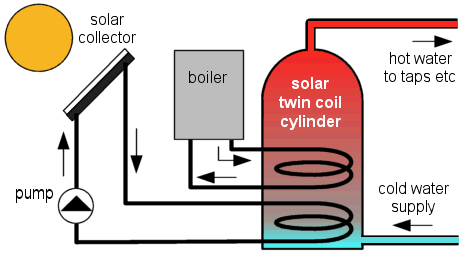 solar
collector
boiler
solar
twin coil
cylinder
hot water
to taps etc
pump
cold water
supply